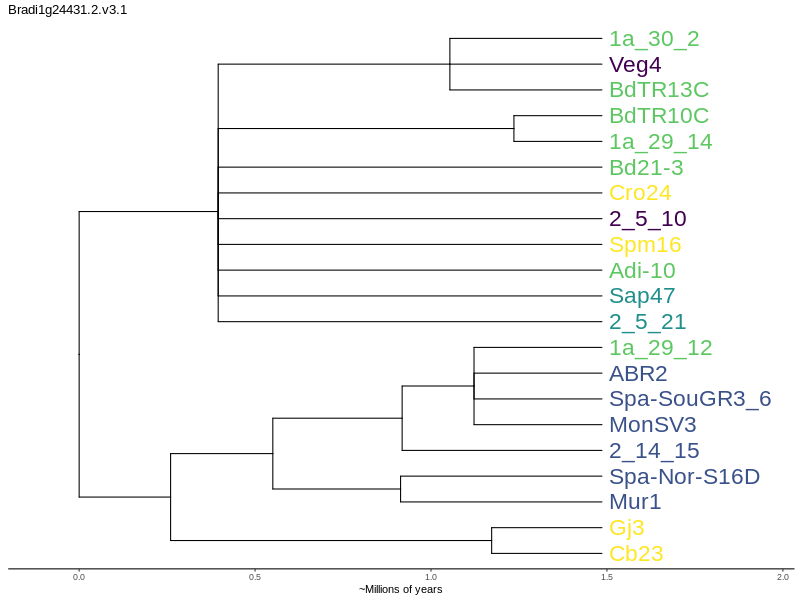 Bradi1g24431.2.v3.1
1a_30_2
Veg4
BdTR13C
BdTR10C
1a_29_14
Bd21-3
Cro24
2_5_10
Spm16
Adi-10
Sap47
2_5_21
1a_29_12
ABR2
Spa-SouGR3_6
MonSV3
2_14_15
Spa-Nor-S16D
Mur1
Gj3
Cb23
0.0 0.5 1.0 1.5 2.0
~Millions of years